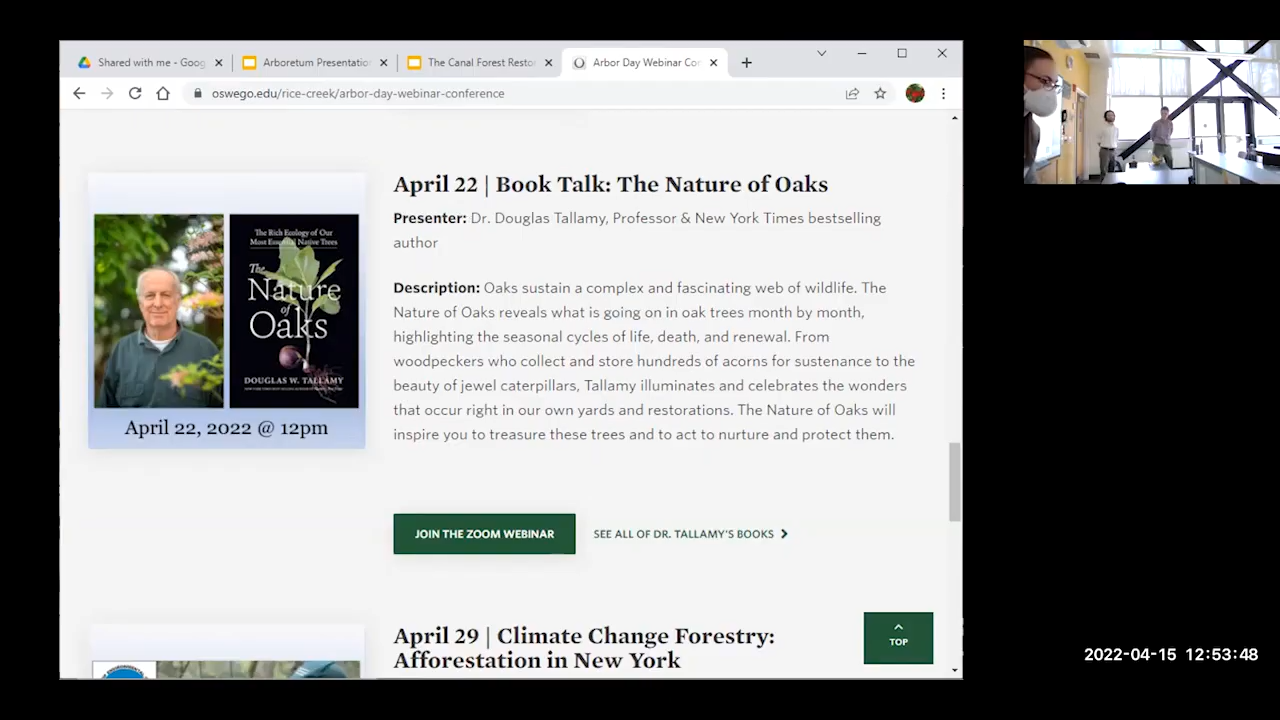 Shared with me - Goog
Arboretum Presentation
The Canal Forest Resto
Arbor Day Webinar Co
oswego.edu/rice-creek/arbor-day-webinar-conference
April 22 | Book Talk: The Nature of Oaks
Presenter: Dr. Douglas Tallamy, Professor & New York Times bestselling
author
The Rich Ecology of Our
Most Essential Native Trees
The
Nature
of
Oaks
DOUGLAS W. TALLAMY
April 22, 2022 @ 12pm
Description: Oaks sustain a complex and fascinating web of wildlife. The
Nature of Oaks reveals what is going on in oak trees month by month,
highlighting the seasonal cycles of life, death, and renewal. From
woodpeckers who collect and store hundreds of acorns for sustenance to the
beauty of jewel caterpillars, Tallamy illuminates and celebrates the wonders
that occur right in our own yards and restorations. The Nature of Oaks will
inspire you to treasure these trees and to act to nurture and protect them.
JOIN THE ZOOM WEBINAR
SEE ALL OF DR. TALLAMY'S BOOKS
April 29 | Climate Change Forestry:
Afforestation in New York
TOP
2022-04-15 12:53:48